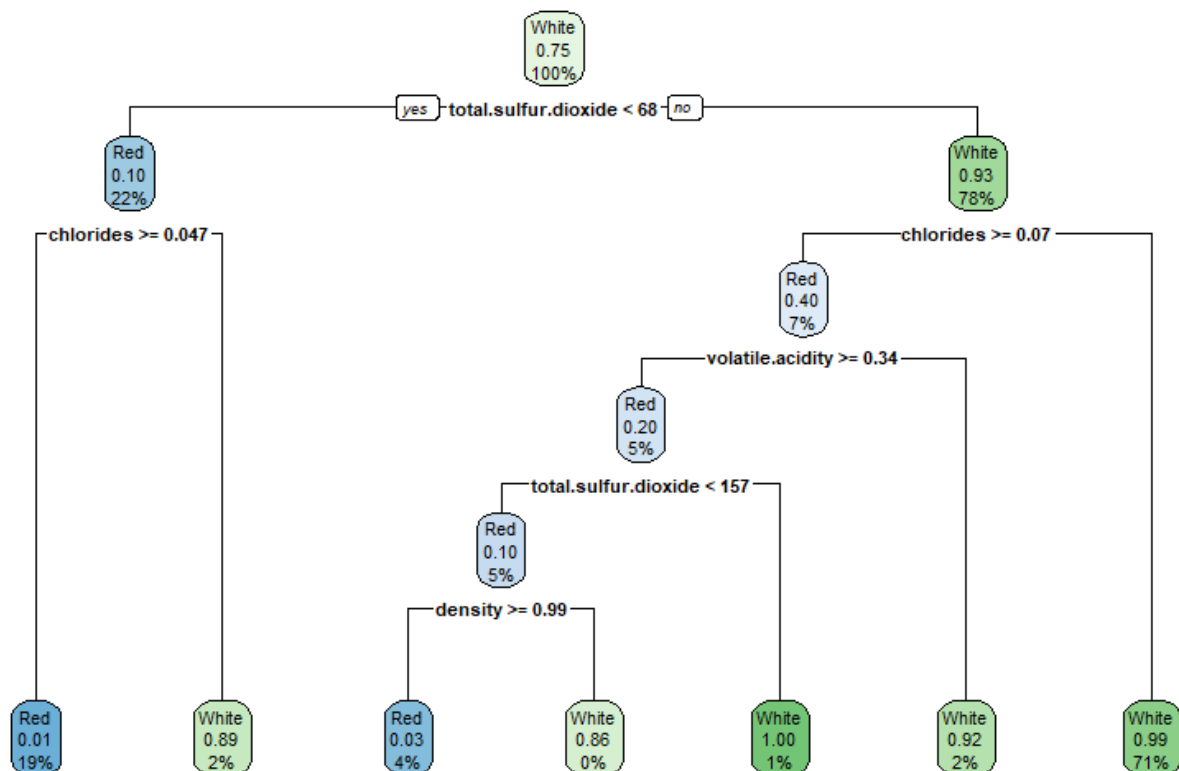 White
0.75
100%
yes total.sulfur.dioxide < 68 no
Red
0.10
22%
White
0.93
78%
chlorides >= 0.047
chlorides >= 0.07
Red
0.40
7%
volatile.acidity >= 0.34
Red
0.20
5%
total.sulfur.dioxide < 157
Red
0.10
5%
density >= 0.99
Red
0.01
19%
White
0.89
2%
Red
0.03
4%
White
0.86
0%
White
1.00
1%
White
0.92
2%
White
0.99
71%